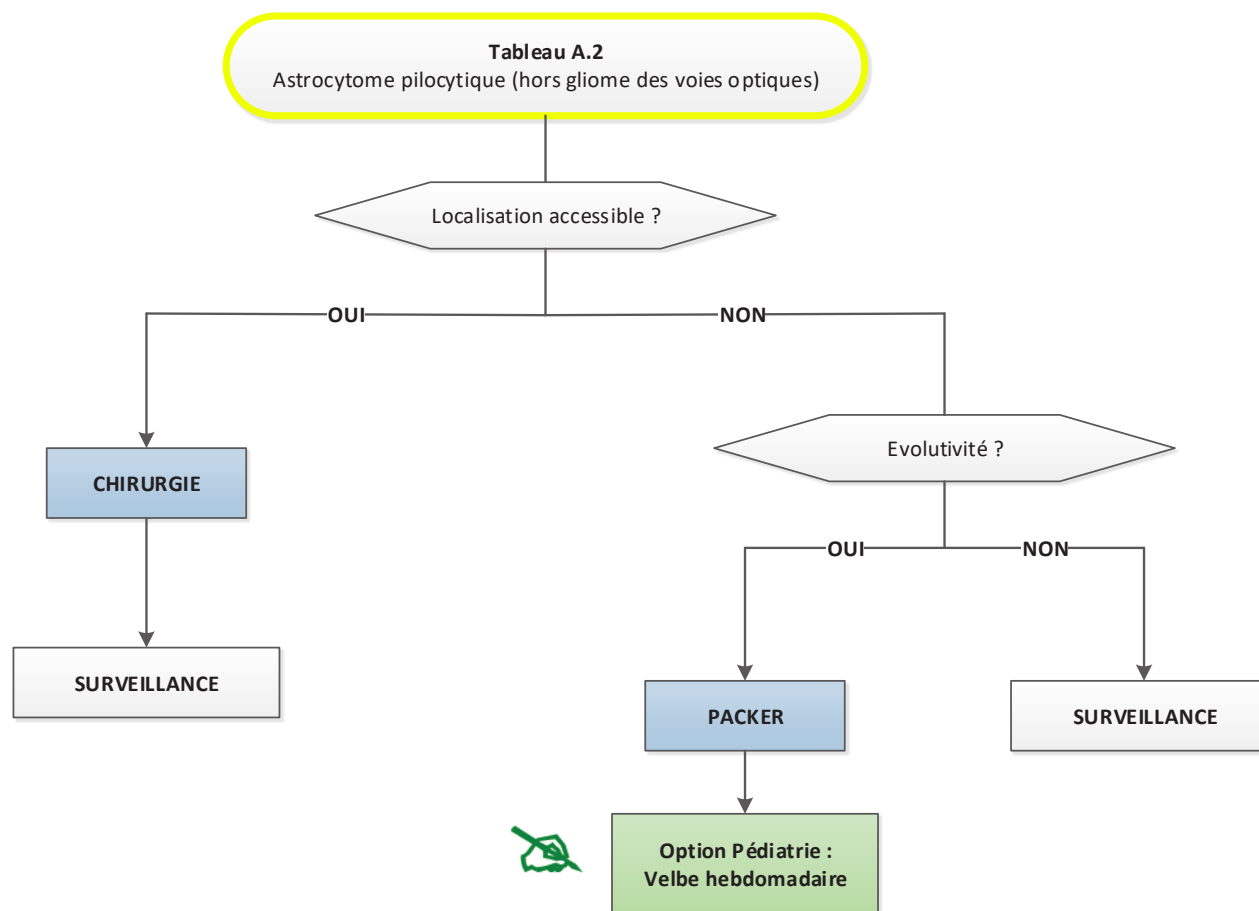 Tableau A.2
Astrocytome pilocytique (hors gliome des voies optiques)
Localisation accessible ?
OUI
NON
CHIRURGIE
Evolutivité ?
OUI
NON
SURVEILLANCE
PACKER
SURVEILLANCE
Option Pédiatrie :
Velbe hebdomadaire